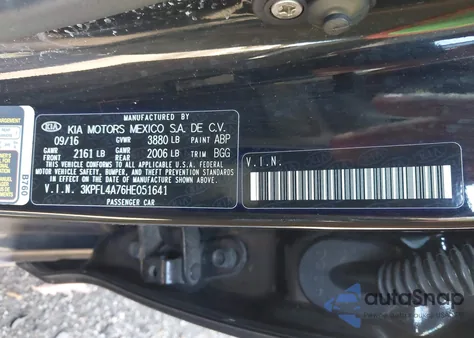 MANUFACTURED BY
KIA KIA MOTORS MEXICO S.A. DE C.V.
09/16 GVWR 3880 LB PAINT ABP
GAWR FRONT 2161 LB GAWR REAR 2006 LB TRIM BGG
THIS VEHICLE CONFORMS TO ALL APPLICABLE U.S.A. FEDERAL
MOTOR VEHICLE SAFETY, BUMPER, AND THEFT PREVENTION STANDARDS
IN EFFECT ON THE DATE OF MANUFACTURE SHOWN ABOVE.
V.I.N. 3KPFL4A76HE051641
PASSENGER CAR
V.I.N.
B760
autoSnap